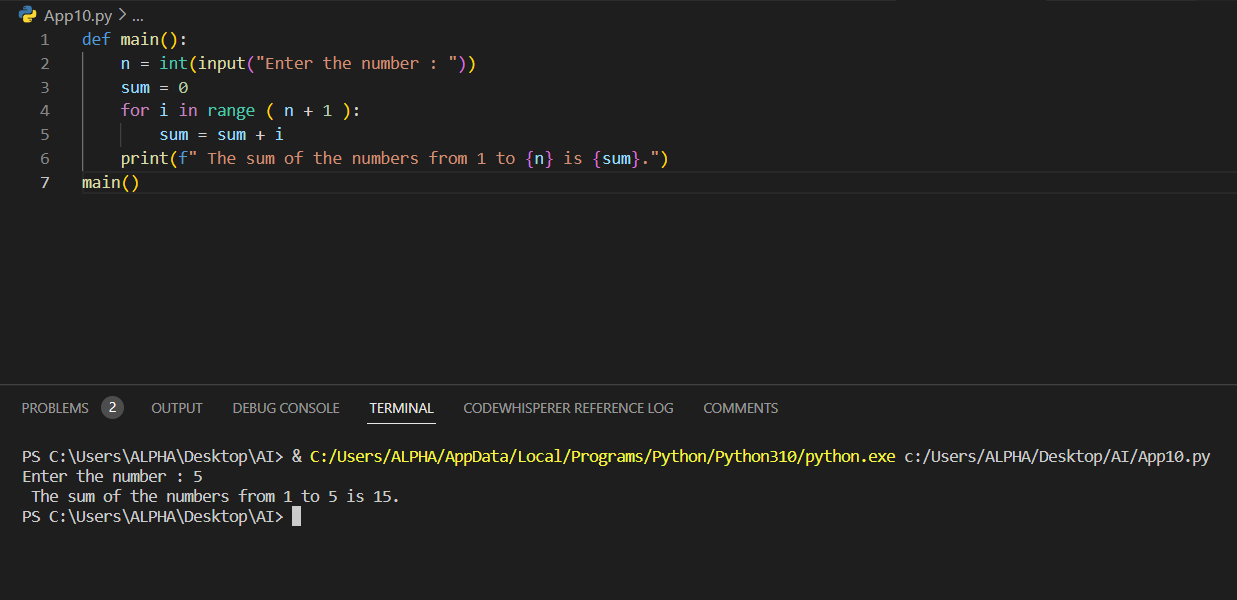 App10.py > ...
1 def main():
2     n = int(input("Enter the number : "))
3     sum = 0
4     for i in range ( n + 1 ):
5         sum = sum + i
6     print(f" The sum of the numbers from 1 to {n} is {sum}.")
7 main()
PROBLEMS 2 OUTPUT DEBUG CONSOLE TERMINAL CODEWHISPERER REFERENCE LOG COMMENTS
PS C:\Users\ALPHA\Desktop\AI> & C:/Users/ALPHA/AppData/Local/Programs/Python/Python310/python.exe c:/Users/ALPHA/Desktop/AI/App10.py
Enter the number : 5
 The sum of the numbers from 1 to 5 is 15.
PS C:\Users\ALPHA\Desktop\AI>